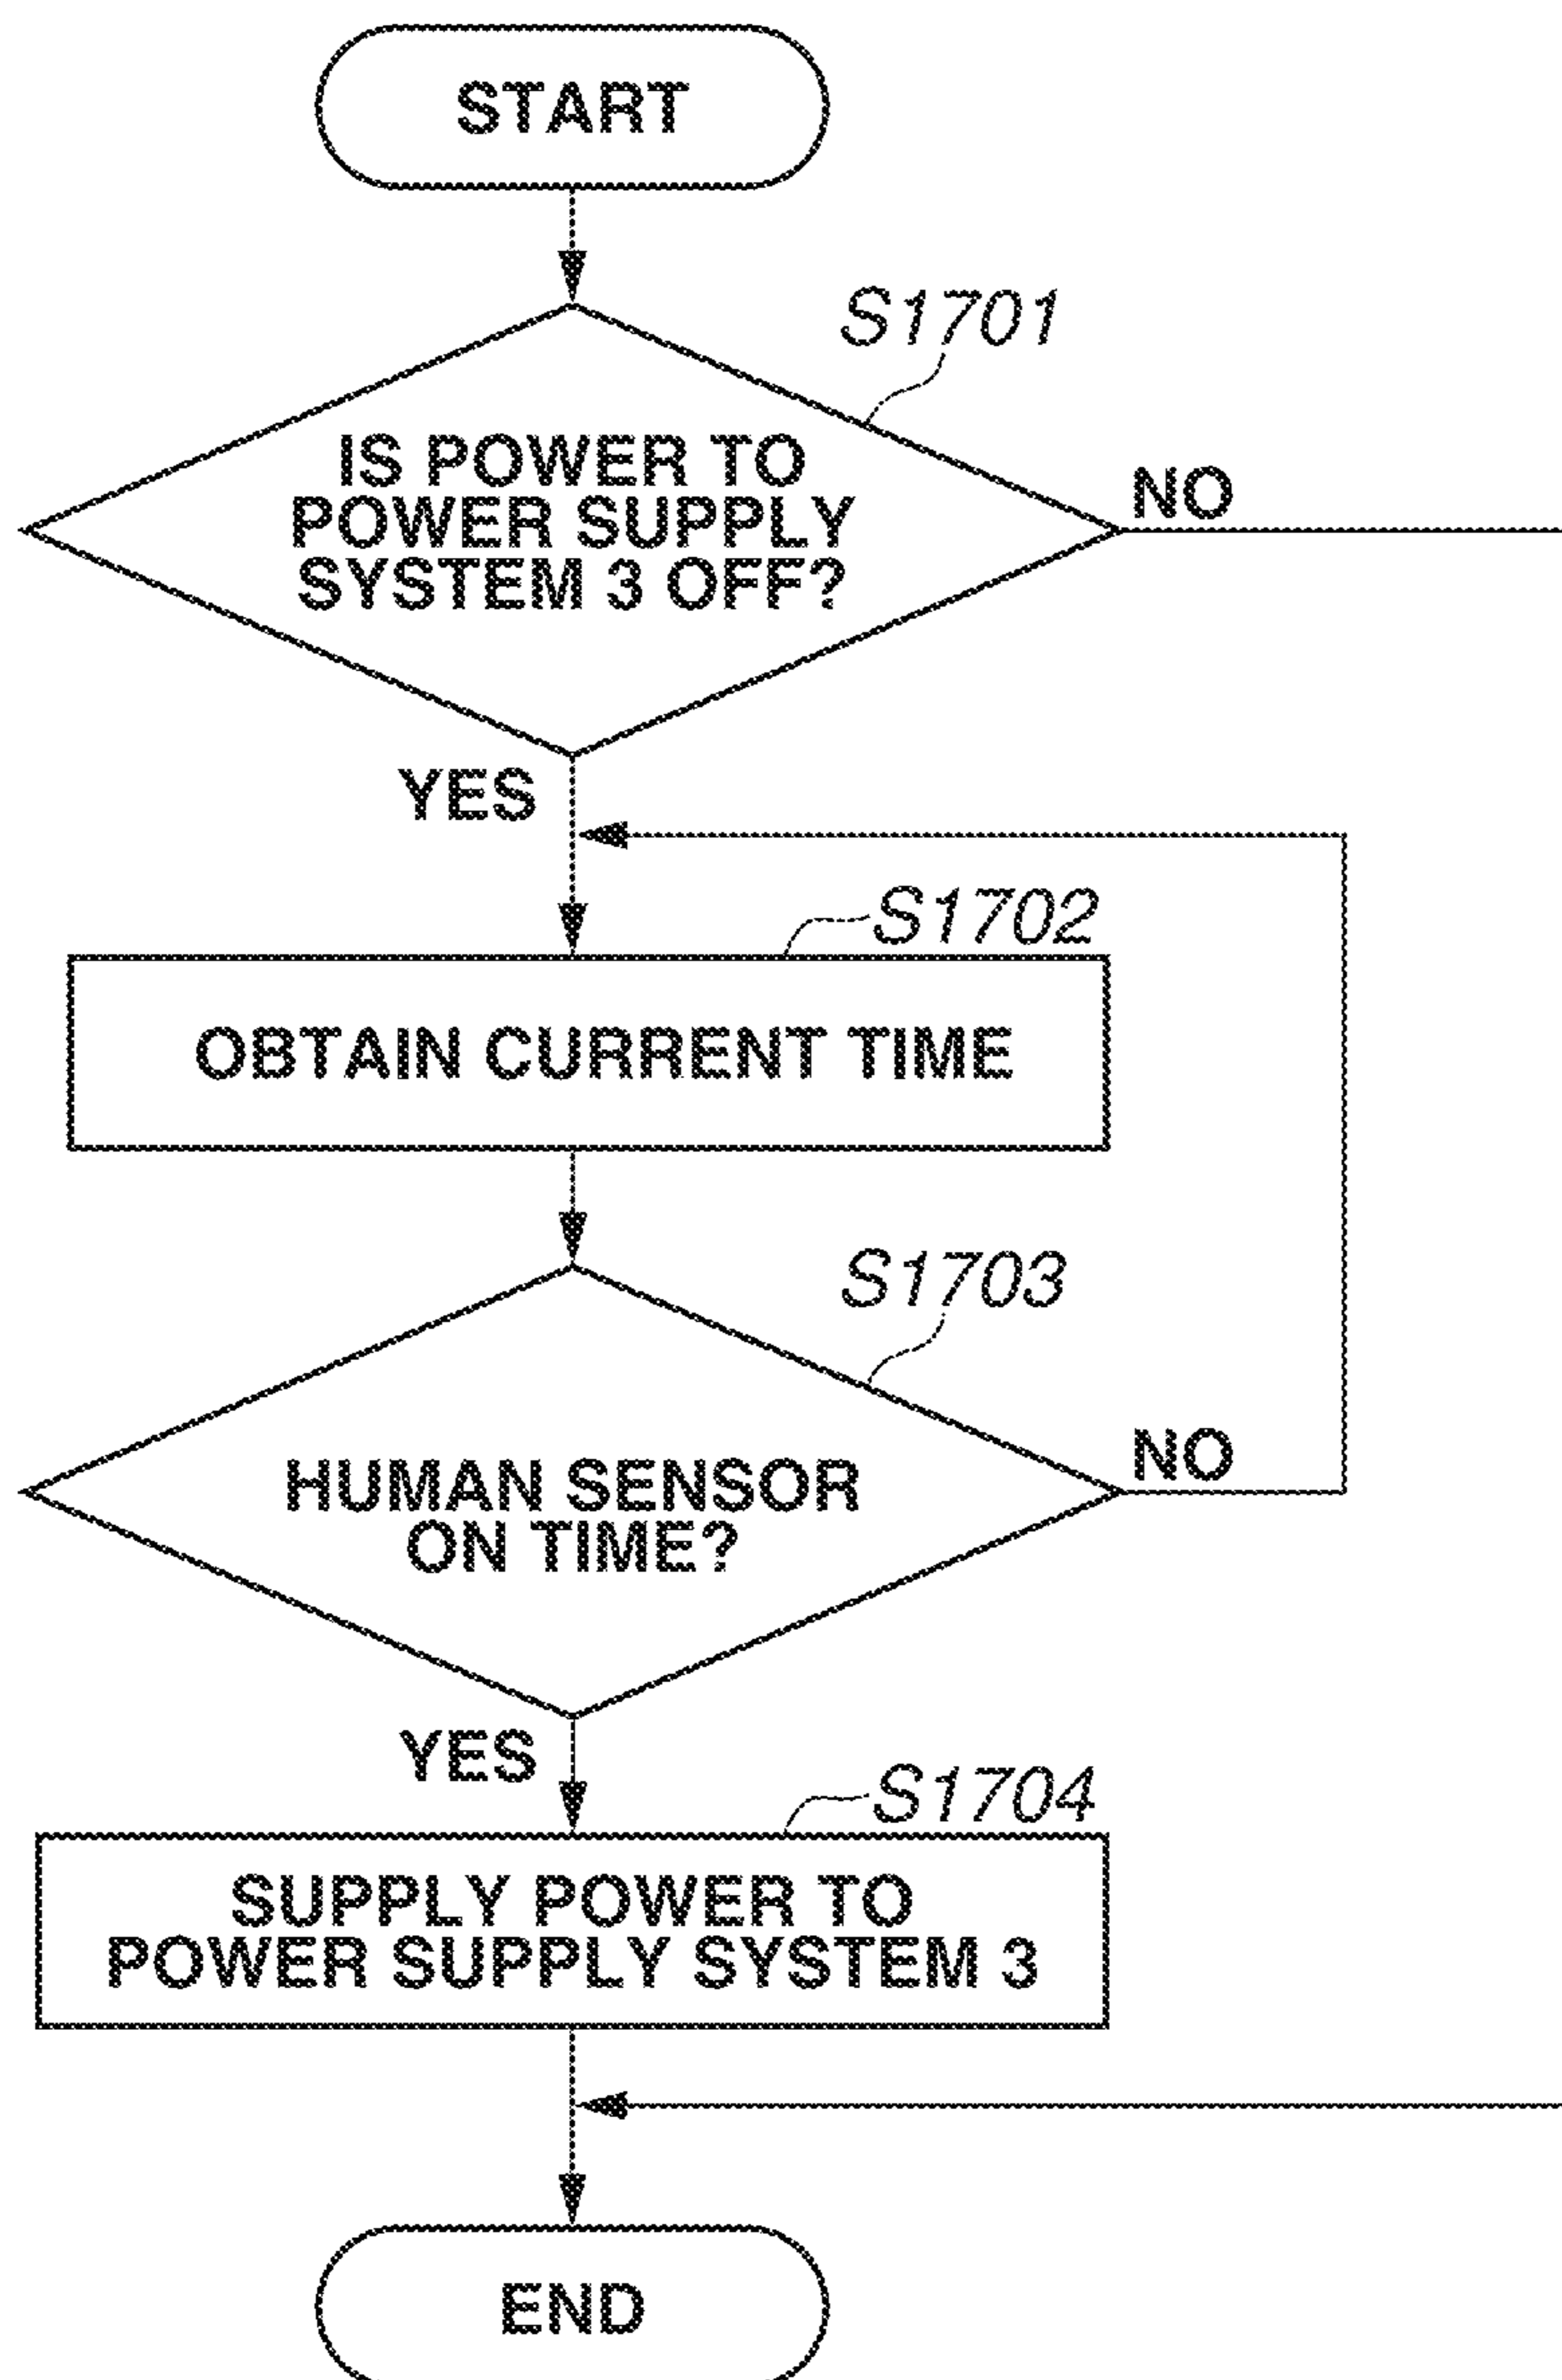 START
S1701
IS POWER TO
POWER SUPPLY
SYSTEM 3 OFF?
NO
YES
S1702
OBTAIN CURRENT TIME
S1703
HUMAN SENSOR
ON TIME?
NO
YES
S1704
SUPPLY POWER TO
POWER SUPPLY SYSTEM 3
END